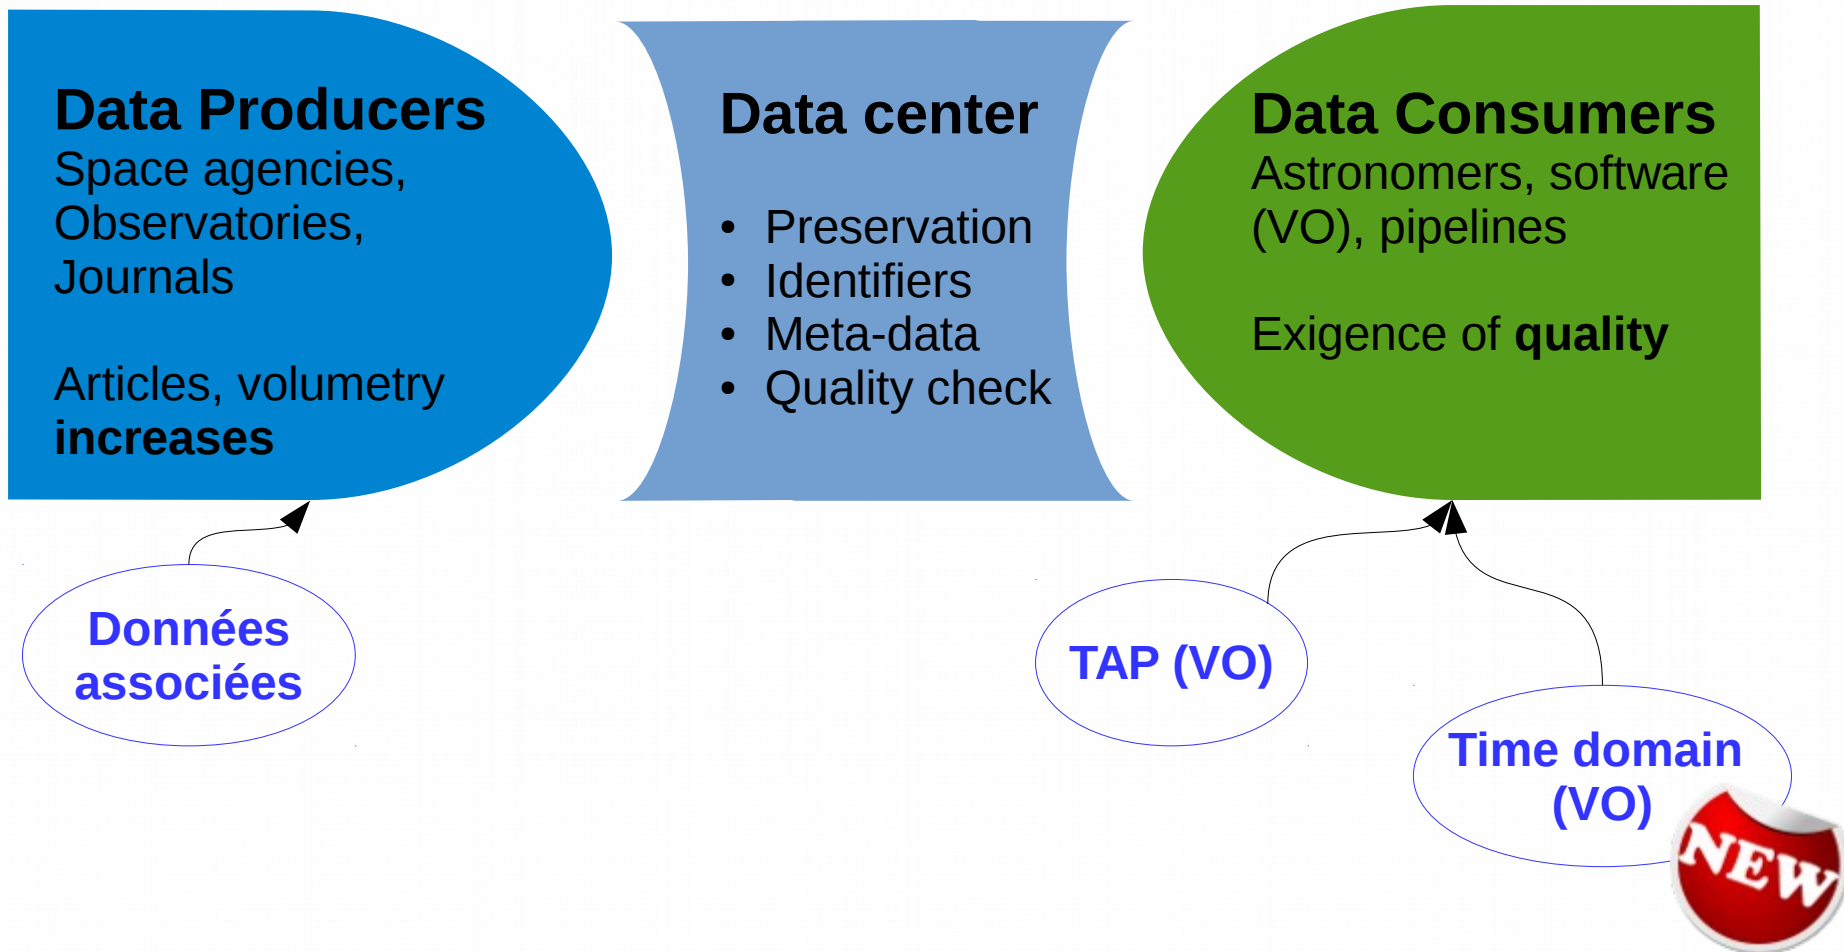 Data Producers
Space agencies,
Observatories,
Journals
Articles, volumetry
increases
Data center
• Preservation
• Identifiers
• Meta-data
• Quality check
Data Consumers
Astronomers, software
(VO), pipelines
Exigence of quality
Données
associées
TAP (VO)
Time domain
(VO)
NEW